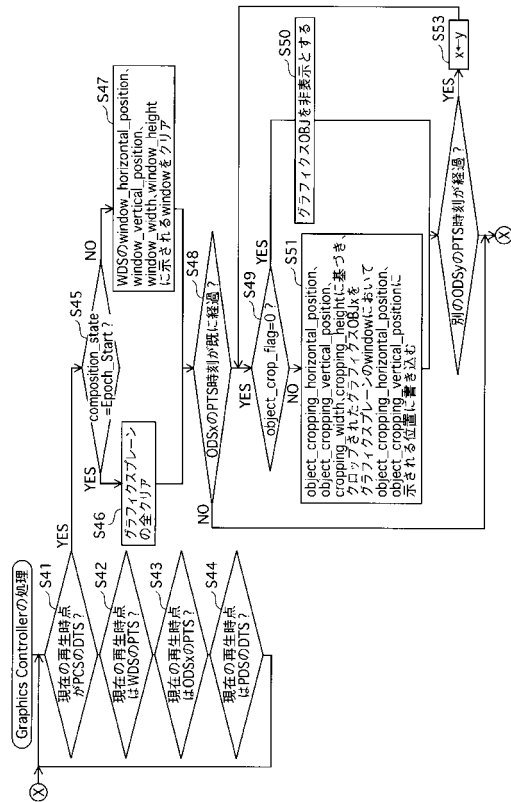 Graphics Controllerの処理
Ⓧ
S41
現在の再生時点
がPCSのDTS?
YES
S42
現在の再生時点
はWDSのPTS?
S43
現在の再生時点
はODSxのPTS?
S44
現在の再生時点
はPDSのDTS?
S45
composition_state
=Epoch_Start?
YES
NO
S46
グラフィクスプレーン
の全クリア
S47
WDSのwindow_horizontal_position、
window_vertical_position、
window_width、window_height
に示されるwindowをクリア
S48
ODSxのPTS時刻が既に経過?
NO
YES
S49
object_crop_flag=0?
YES
NO
S50
グラフィクスOBJを非表示とする
S51
object_cropping_horizontal_position,
object_cropping_vertical_position,
cropping_width,cropping_heightに基づき、
クロップされたグラフィクスOBJxを
グラフィクスプレーンのwindowにおいて
object_cropping_horizontal_position,
object_cropping_vertical_positionに
示される位置に書き込む
別のODSyのPTS時刻が経過?
YES
S53
x←y
Ⓧ